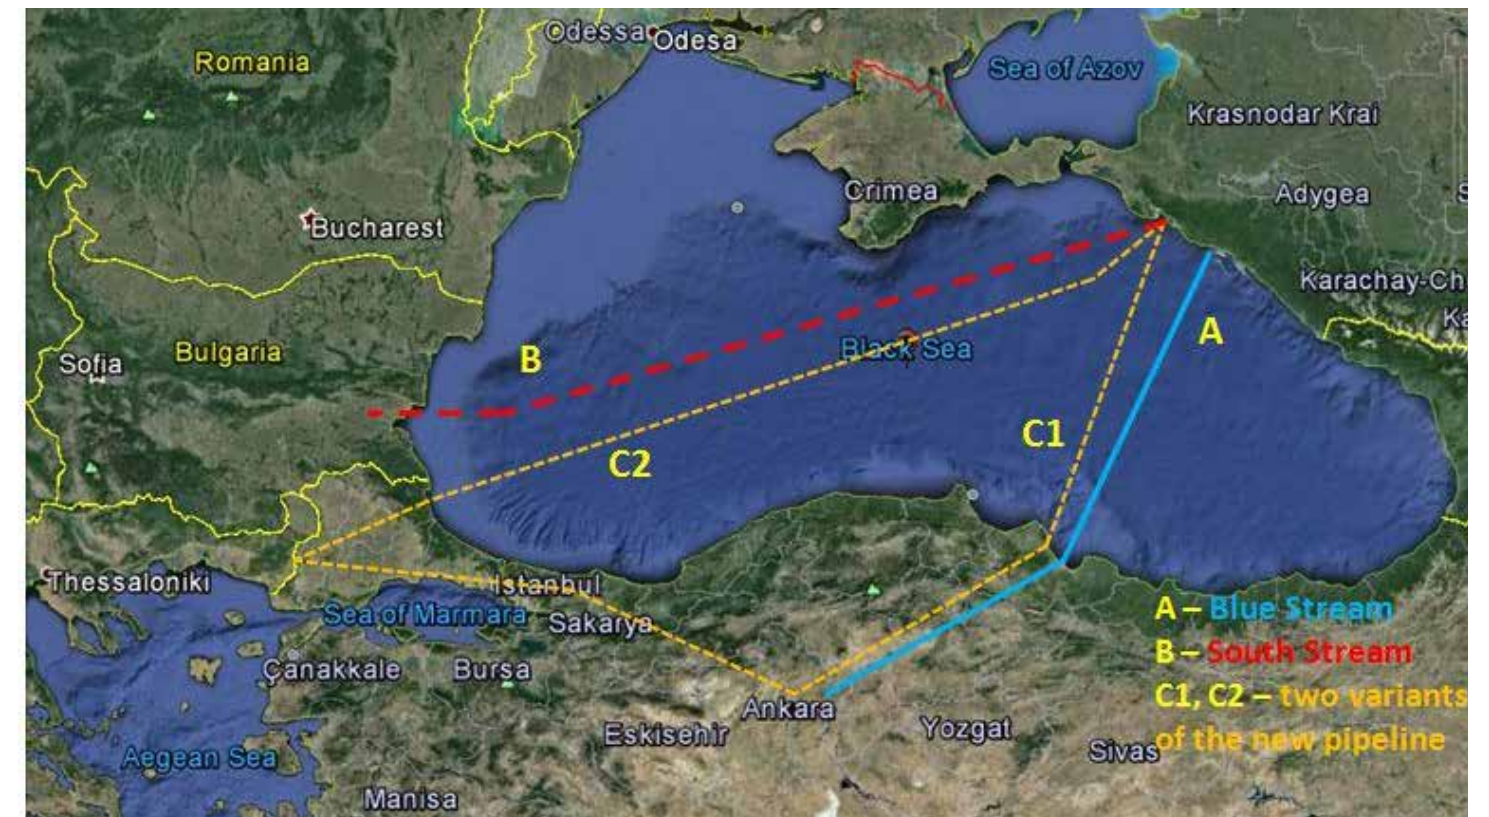 Odessa
Odesa
Romania
Sea of Azov
Krasnodar Krai
Crimea
Adygea
Bucharest
Karachay-Ch
Ka
Bulgaria
Sofia
B
Black Sea
A
C1
C2
Thessaloniki
Istanbul
Sea of Marmara
Sakarya
Çanakkale
Bursa
Ankara
Eskisehir
Yozgat
Sivas
Aegean Sea
Manisa
A – Blue Stream
B – South Stream
C1, C2 – two variants
of the new pipeline